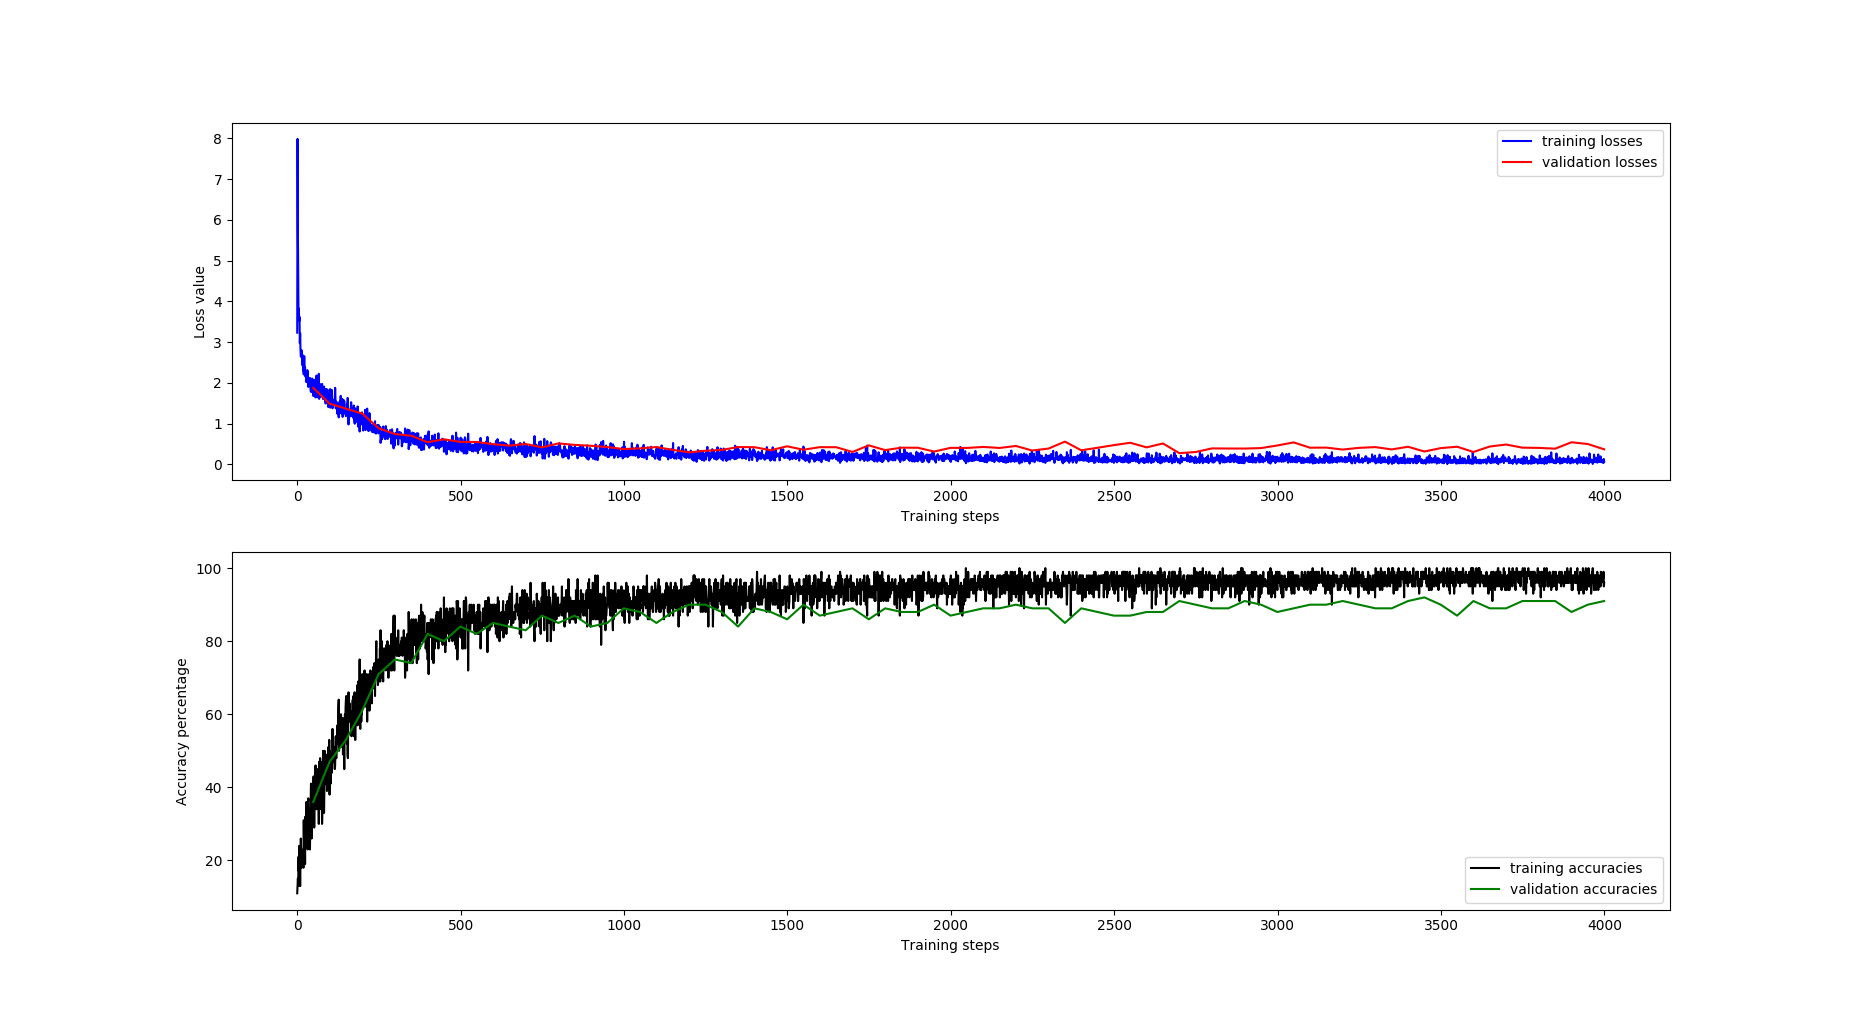 8
7
6
5
4
3
2
1
0
Loss value
training losses
validation losses
0 500 1000 1500 2000 2500 3000 3500 4000
Training steps
100
80
60
40
20
Accuracy percentage
training accuracies
validation accuracies
0 500 1000 1500 2000 2500 3000 3500 4000
Training steps